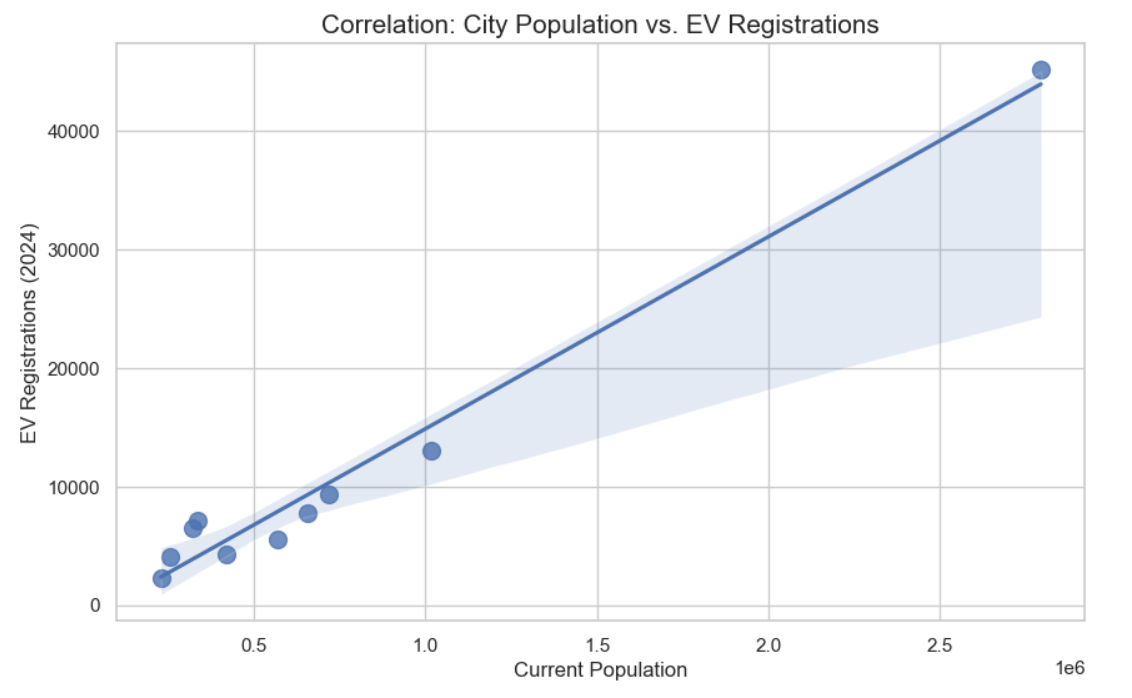 Correlation: City Population vs. EV Registrations
EV Registrations (2024)
40000
30000
20000
10000
0
0.5 1.0 1.5 2.0 2.5
Current Population
1e6